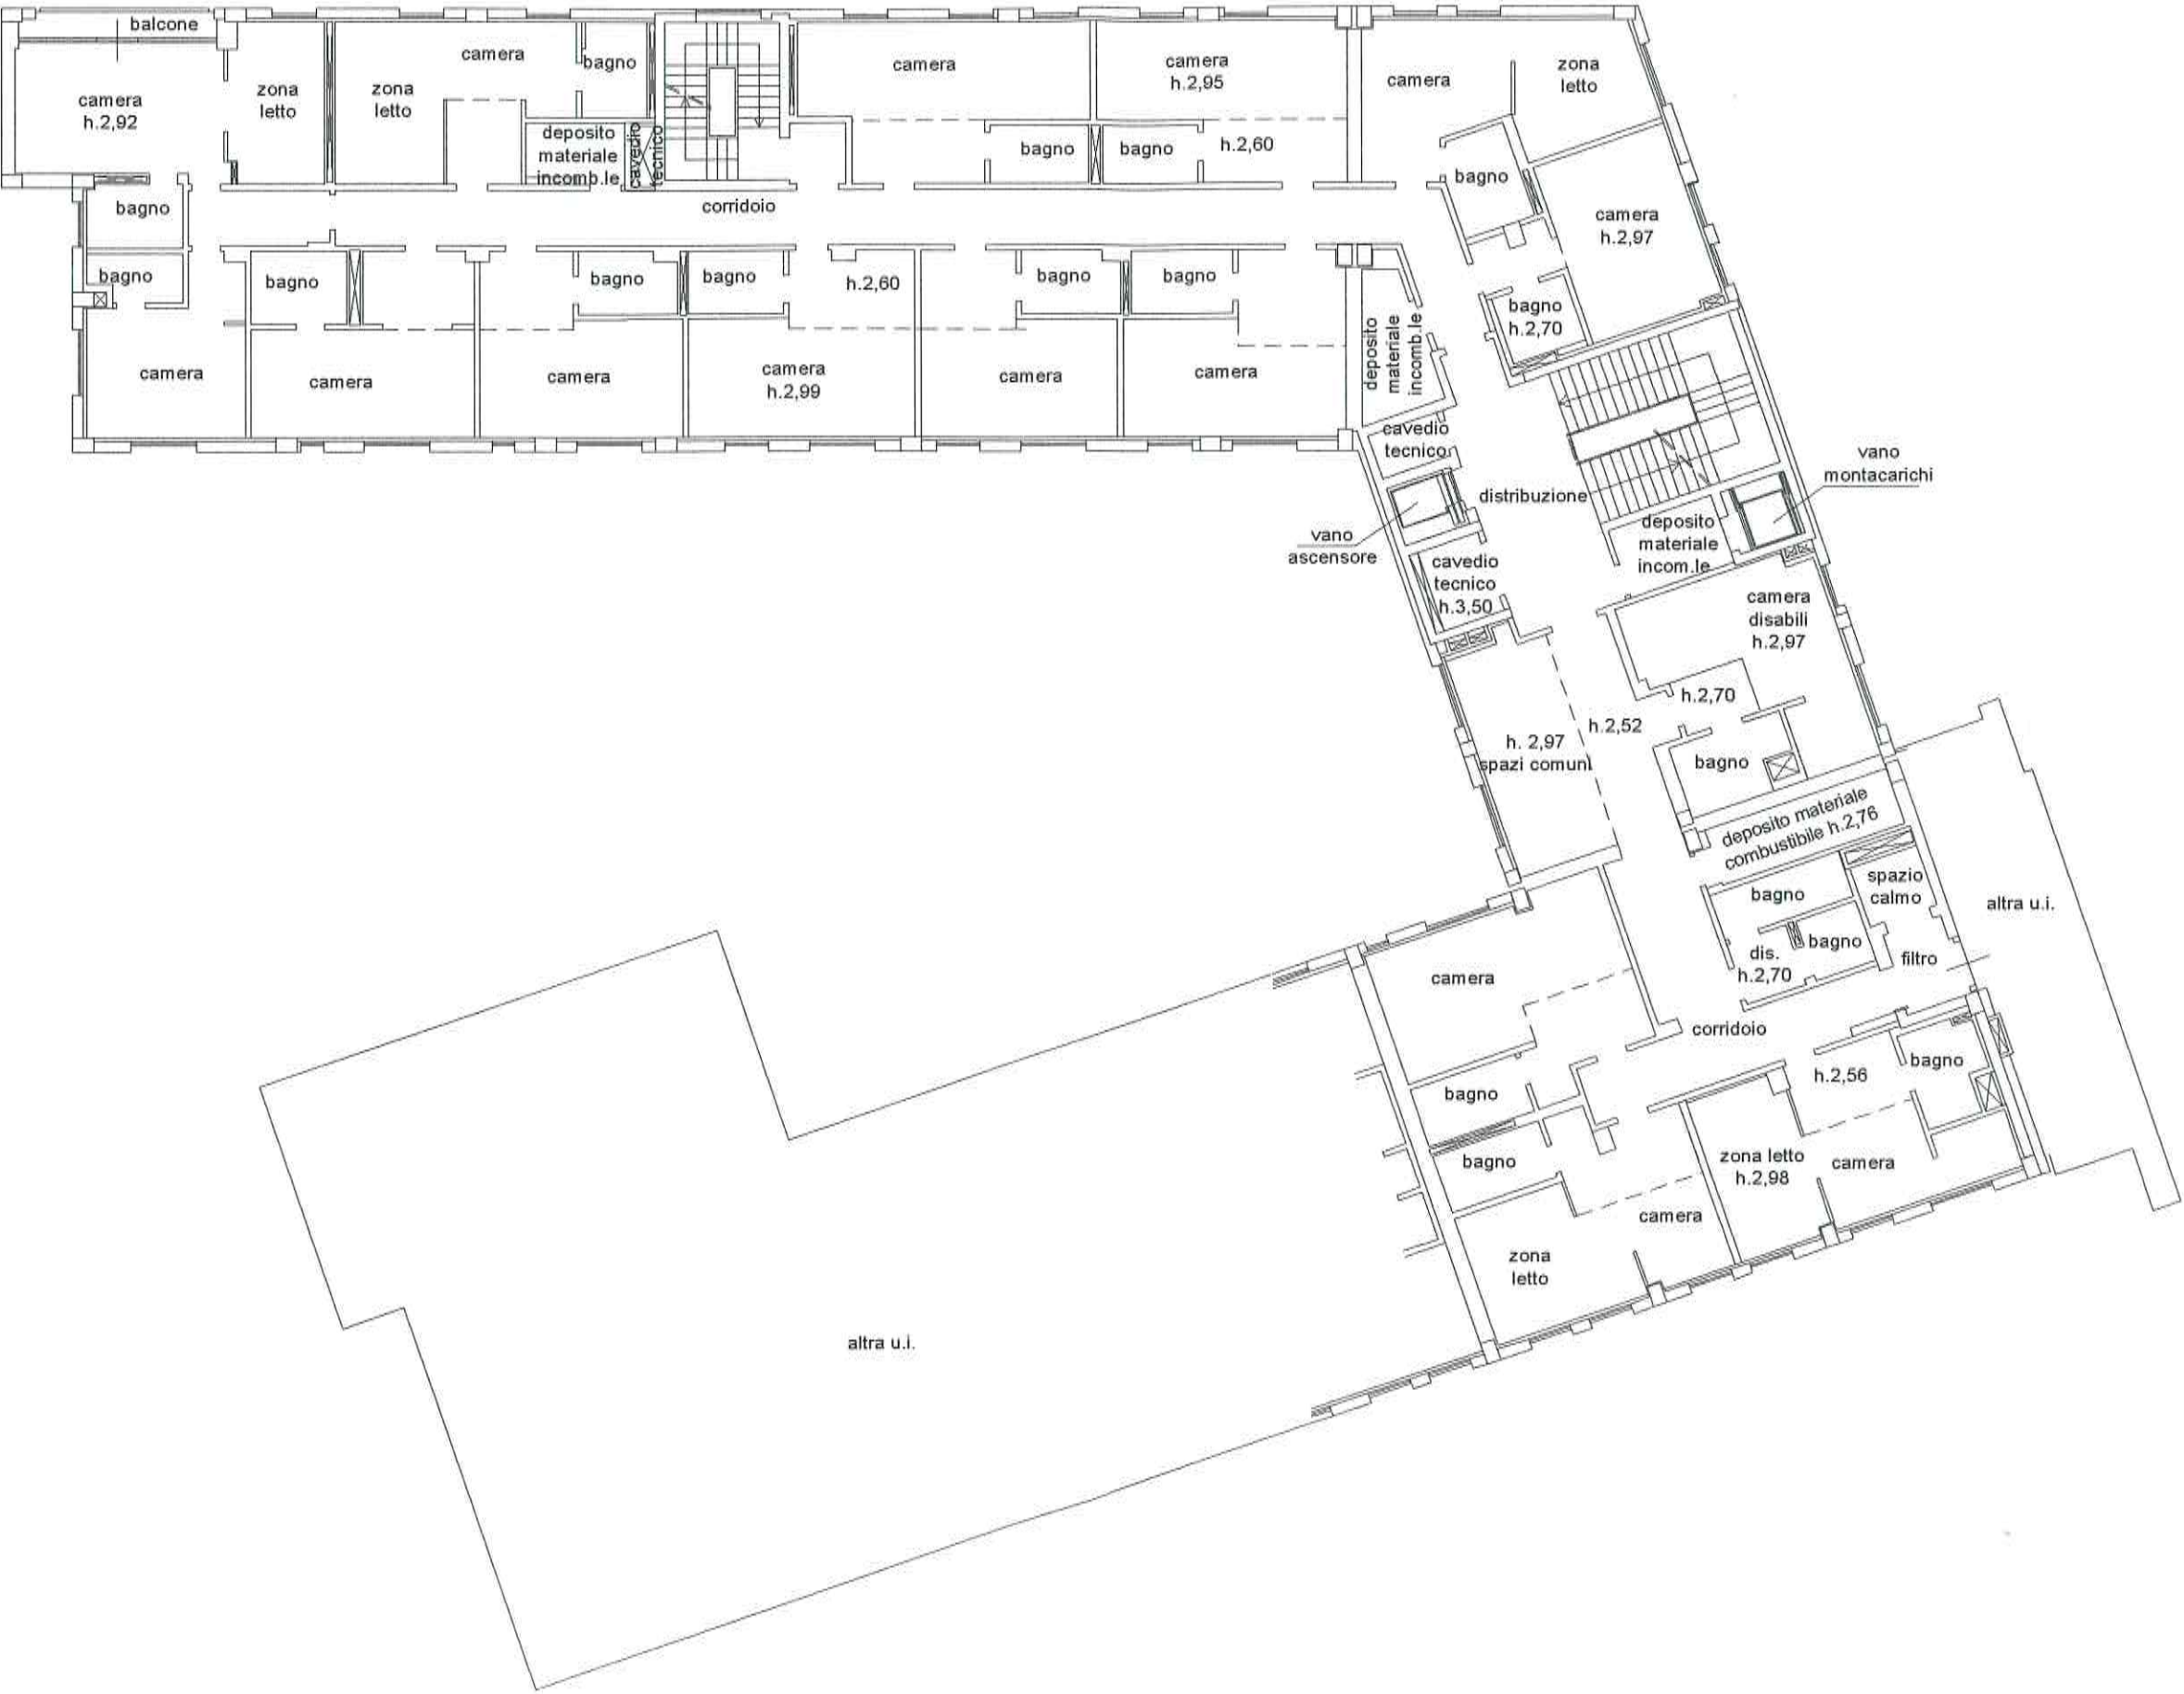 balcone
camera
h.2,92
zona
letto
zona
letto
camera
bagno
deposito
materiale
incomb.le
cavedio
tecnico
camera
camera
h.2,95
bagno
bagno
h.2,60
camera
zona
letto
bagno
camera
h.2,97
bagno
h.2,70
corridoio
bagno
bagno
camera
bagno
camera
bagno
camera
bagno
h.2,60
camera
h.2,99
bagno
camera
bagno
camera
deposito
materiale
incomb.le
cavedio
tecnico
distribuzione
vano
montacarichi
vano
ascensore
deposito
materiale
incom.le
cavedio
tecnico
h.3,50
camera
disabili
h.2,97
h.2,70
h.2,52
h. 2,97
spazi comuni
bagno
deposito materiale
combustibile h.2,76
bagno
spazio
calmo
altra u.i.
dis.
h.2,70
bagno
filtro
camera
corridoio
h.2,56
bagno
bagno
bagno
zona letto
h.2,98
camera
camera
zona
letto
altra u.i.